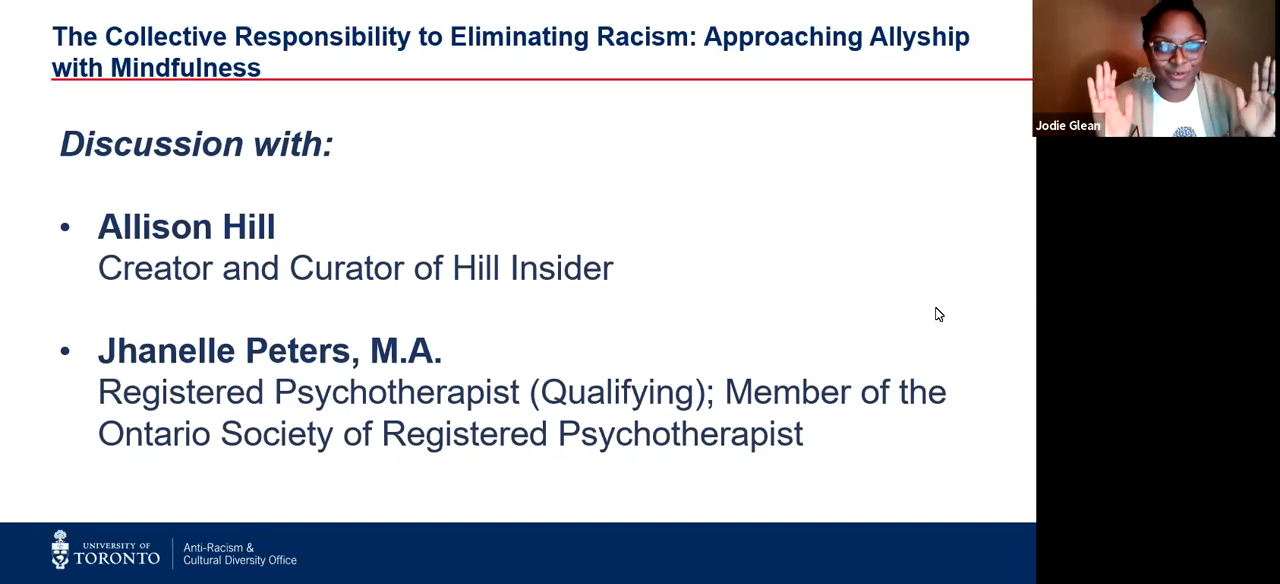 The Collective Responsibility to Eliminating Racism: Approaching Allyship
with Mindfulness
Jodie Glean
Discussion with:
• Allison Hill
Creator and Curator of Hill Insider
• Jhanelle Peters, M.A.
Registered Psychotherapist (Qualifying); Member of the
Ontario Society of Registered Psychotherapist
UNIVERSITY OF
TORONTO
Anti-Racism &
Cultural Diversity Office